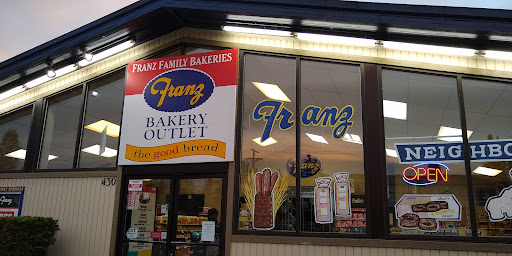 FRANZ FAMILY BAKERIES
Franz
BAKERY
OUTLET
the good bread
Franz
NEIGHBO
OPEN
430